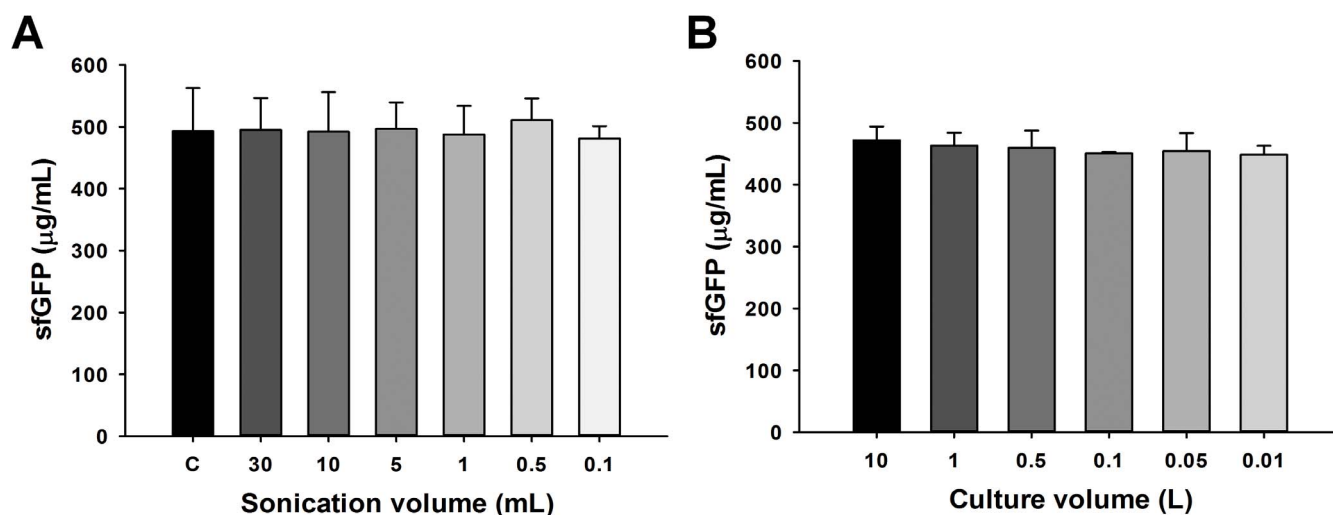 A
sfGFP (μg/mL)
600
500
400
300
200
100
0
C 30 10 5 1 0.5 0.1
Sonication volume (mL)
B
sfGFP (μg/mL)
600
500
400
300
200
100
0
10 1 0.5 0.1 0.05 0.01
Culture volume (L)